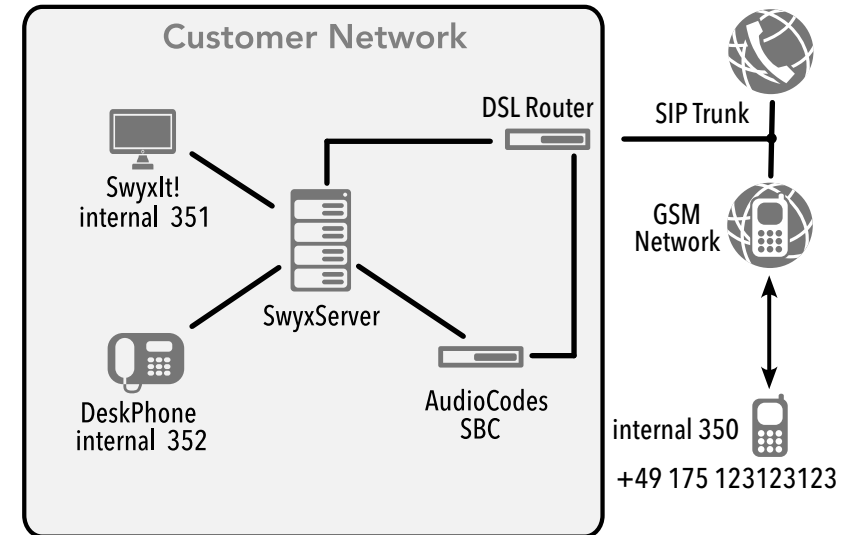 Customer Network
DSL Router
SIP Trunk
SwyxIt!
internal 351
GSM
Network
SwyxServer
DeskPhone
internal 352
AudioCodes
SBC
internal 350
+49 175 123123123